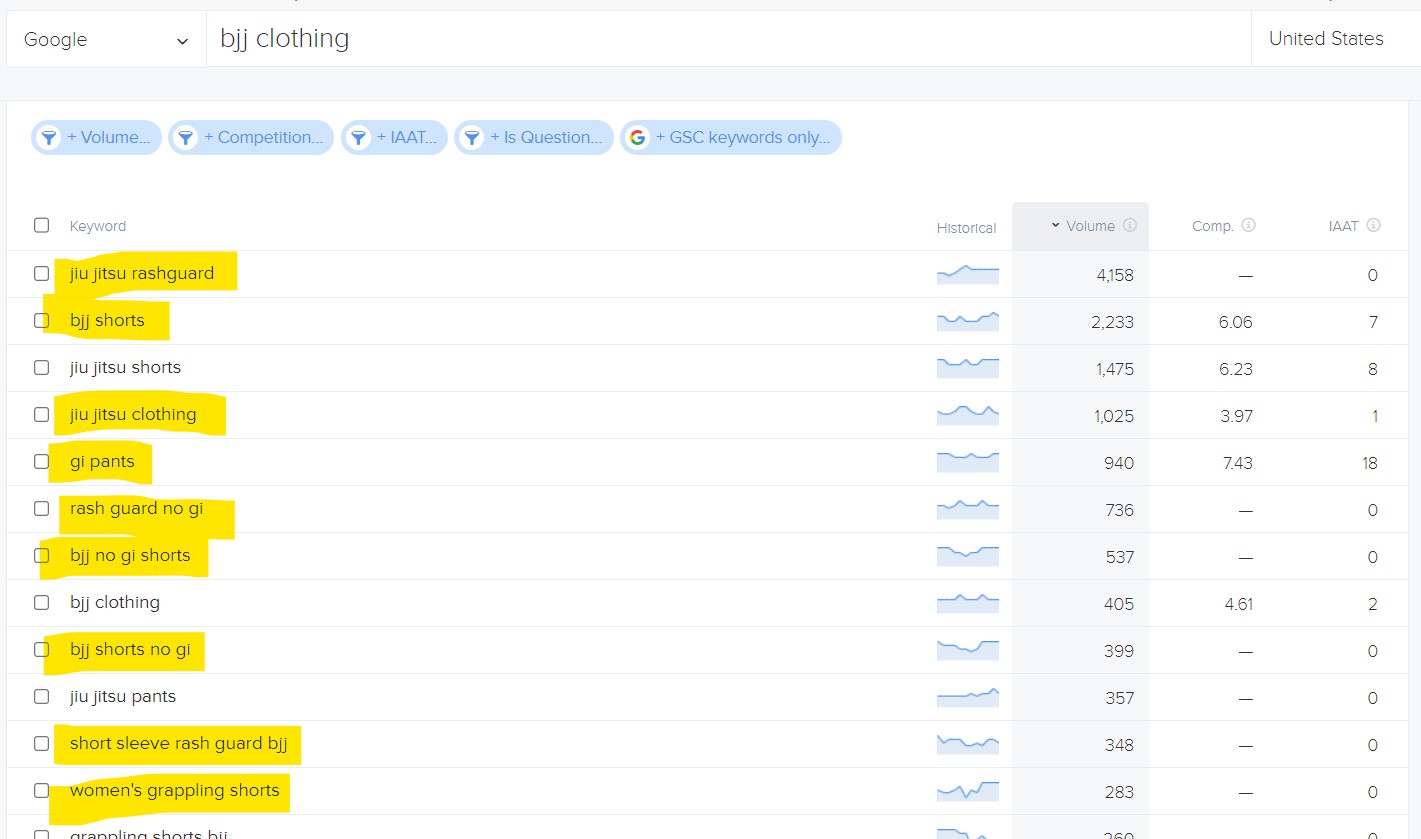 Google bjj clothing United States
+ Volume... + Competition... + IAAT... + Is Question... + GSC keywords only...
Keyword Historical Volume Comp. IAAT
jiu jitsu rashguard 4,158 — 0
bjj shorts 2,233 6.06 7
jiu jitsu shorts 1,475 6.23 8
jiu jitsu clothing 1,025 3.97 1
gi pants 940 7.43 18
rash guard no gi 736 — 0
bjj no gi shorts 537 — 0
bjj clothing 405 4.61 2
bjj shorts no gi 399 — 0
jiu jitsu pants 357 — 0
short sleeve rash guard bjj 348 — 0
women's grappling shorts 283 — 0
grappling shorts bjj 260 — 0